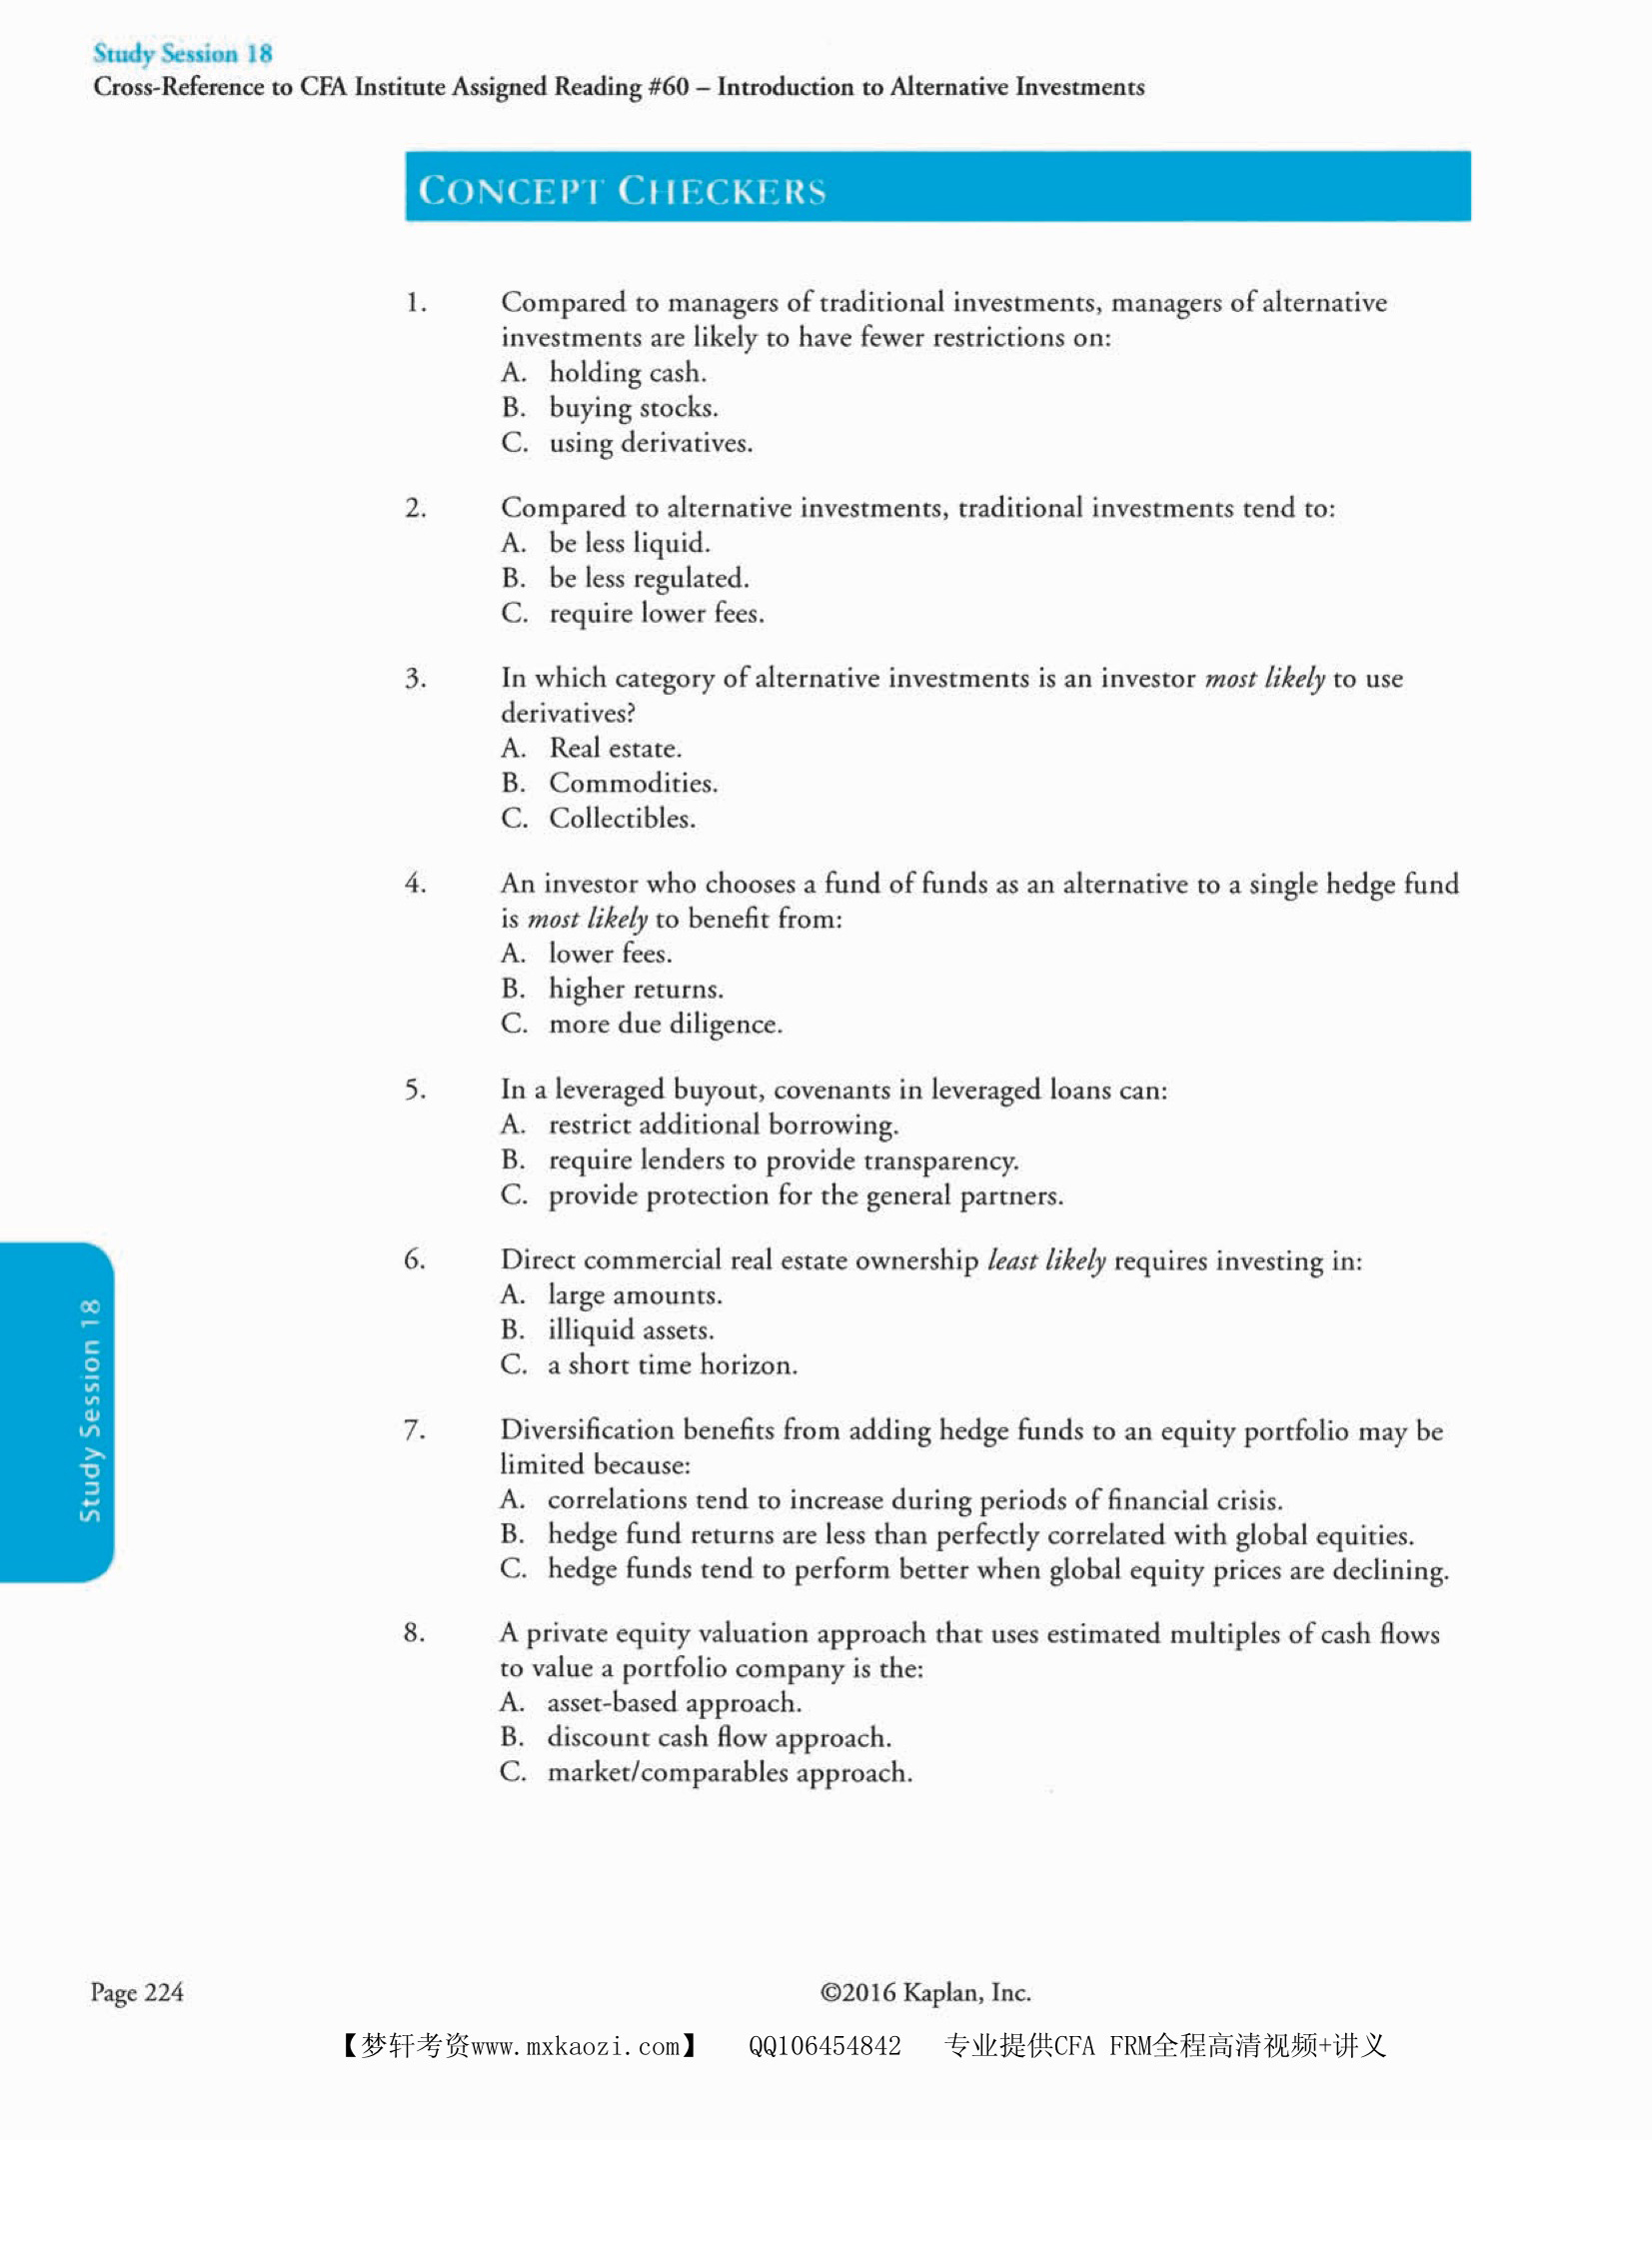 Study Session 18
Cross-Reference to CFA Institute Assigned Reading #60 – Introduction to Alternative Investments
CONCEPT CHECKERS
1. Compared to managers of traditional investments, managers of alternative
investments are likely to have fewer restrictions on:
A. holding cash.
B. buying stocks.
C. using derivatives.
2. Compared to alternative investments, traditional investments tend to:
A. be less liquid.
B. be less regulated.
C. require lower fees.
3. In which category of alternative investments is an investor most likely to use
derivatives?
A. Real estate.
B. Commodities.
C. Collectibles.
4. An investor who chooses a fund of funds as an alternative to a single hedge fund
is most likely to benefit from:
A. lower fees.
B. higher returns.
C. more due diligence.
5. In a leveraged buyout, covenants in leveraged loans can:
A. restrict additional borrowing.
B. require lenders to provide transparency.
C. provide protection for the general partners.
6. Direct commercial real estate ownership least likely requires investing in:
A. large amounts.
B. illiquid assets.
C. a short time horizon.
Study Session 18
7. Diversification benefits from adding hedge funds to an equity portfolio may be
limited because:
A. correlations tend to increase during periods of financial crisis.
B. hedge fund returns are less than perfectly correlated with global equities.
C. hedge funds tend to perform better when global equity prices are declining.
8. A private equity valuation approach that uses estimated multiples of cash flows
to value a portfolio company is the:
A. asset-based approach.
B. discount cash flow approach.
C. market/comparables approach.
Page 224 ©2016 Kaplan, Inc.
【梦轩考资www.mxkaozi.com】 QQ106454842 专业提供CFA FRM全程高清视频+讲义